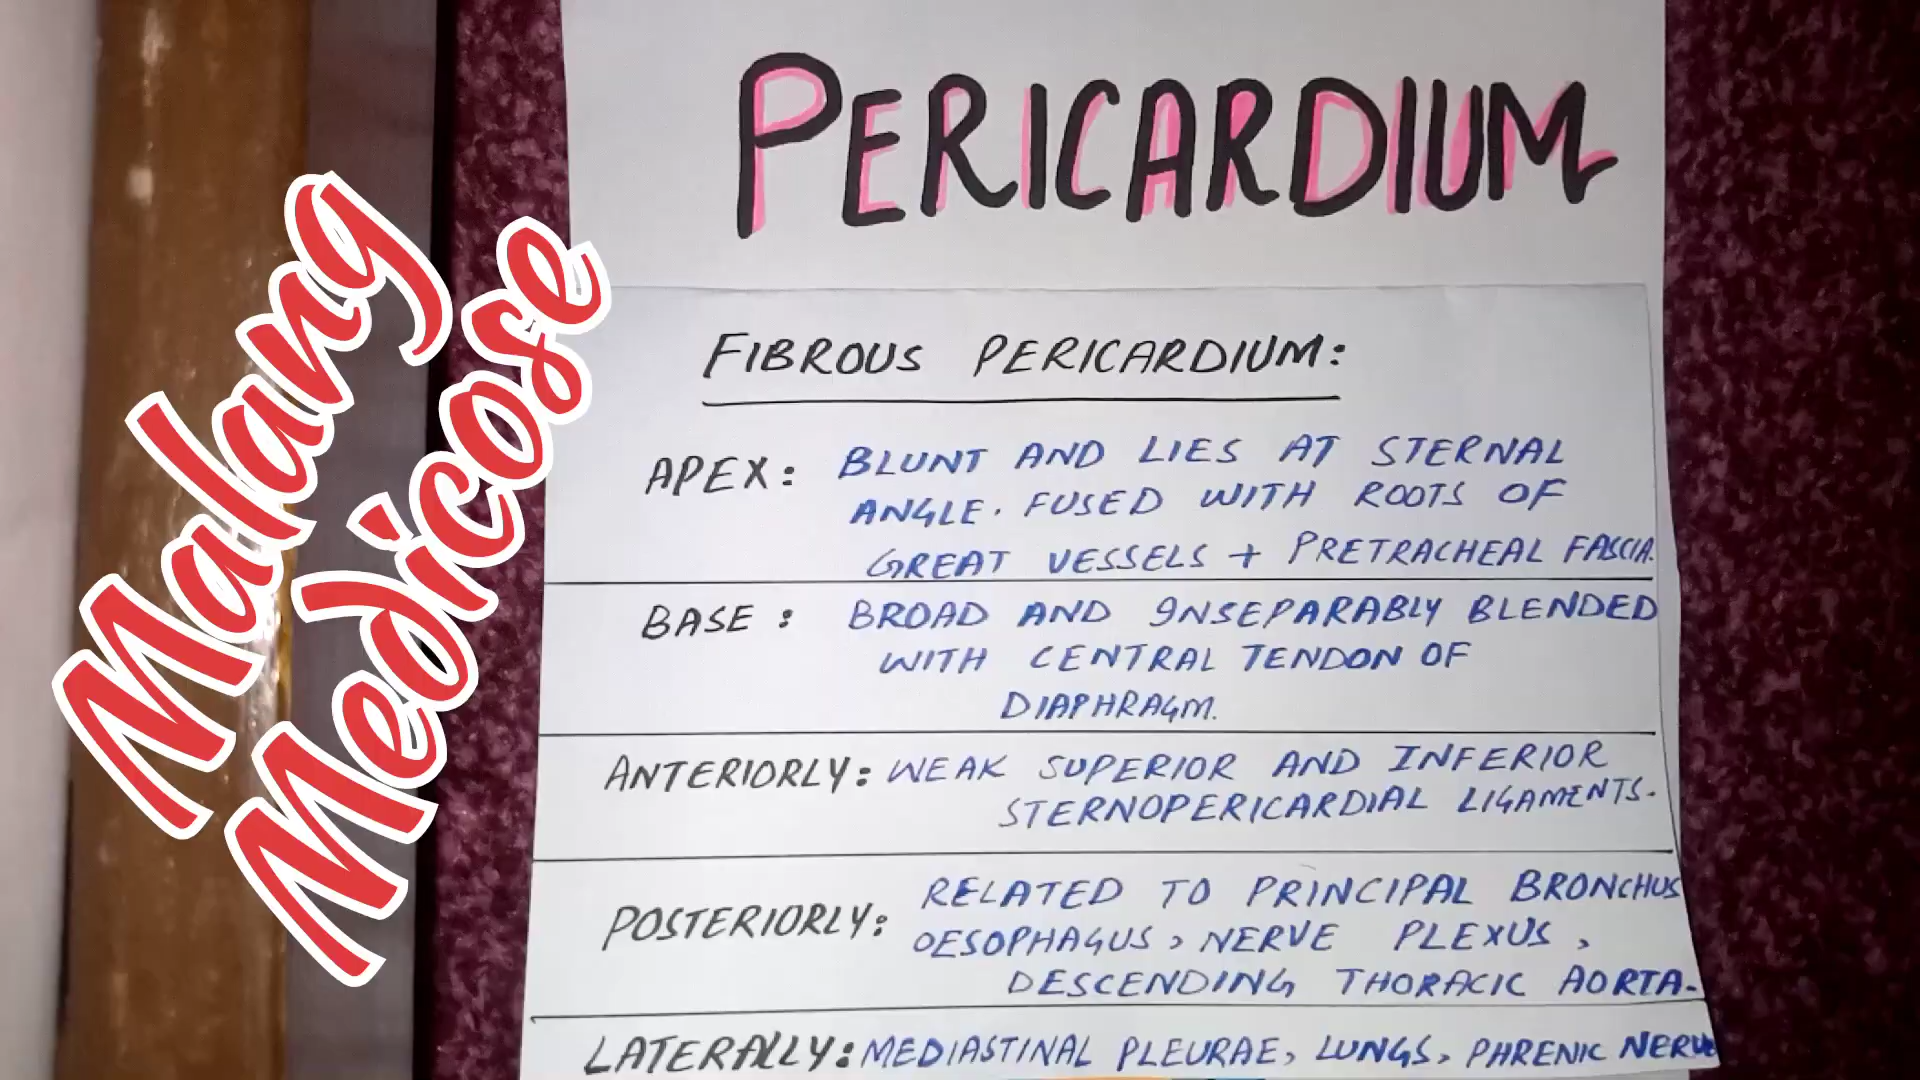 PERICARDIUM
Malang
Medicose
FIBROUS PERICARDIUM:
APEX: BLUNT AND LIES AT STERNAL
ANGLE. FUSED WITH ROOTS OF
GREAT VESSELS + PRETRACHEAL FASCIA.
BASE: BROAD AND INSEPARABLY BLENDED
WITH CENTRAL TENDON OF
DIAPHRAGM.
ANTERIORLY: WEAK SUPERIOR AND INFERIOR
STERNOPERICARDIAL LIGAMENTS.
POSTERIORLY: RELATED TO PRINCIPAL BRONCHUS
OESOPHAGUS, NERVE PLEXUS,
DESCENDING THORACIC AORTA.
LATERALLY: MEDIASTINAL PLEURAE, LUNGS, PHRENIC NERVE